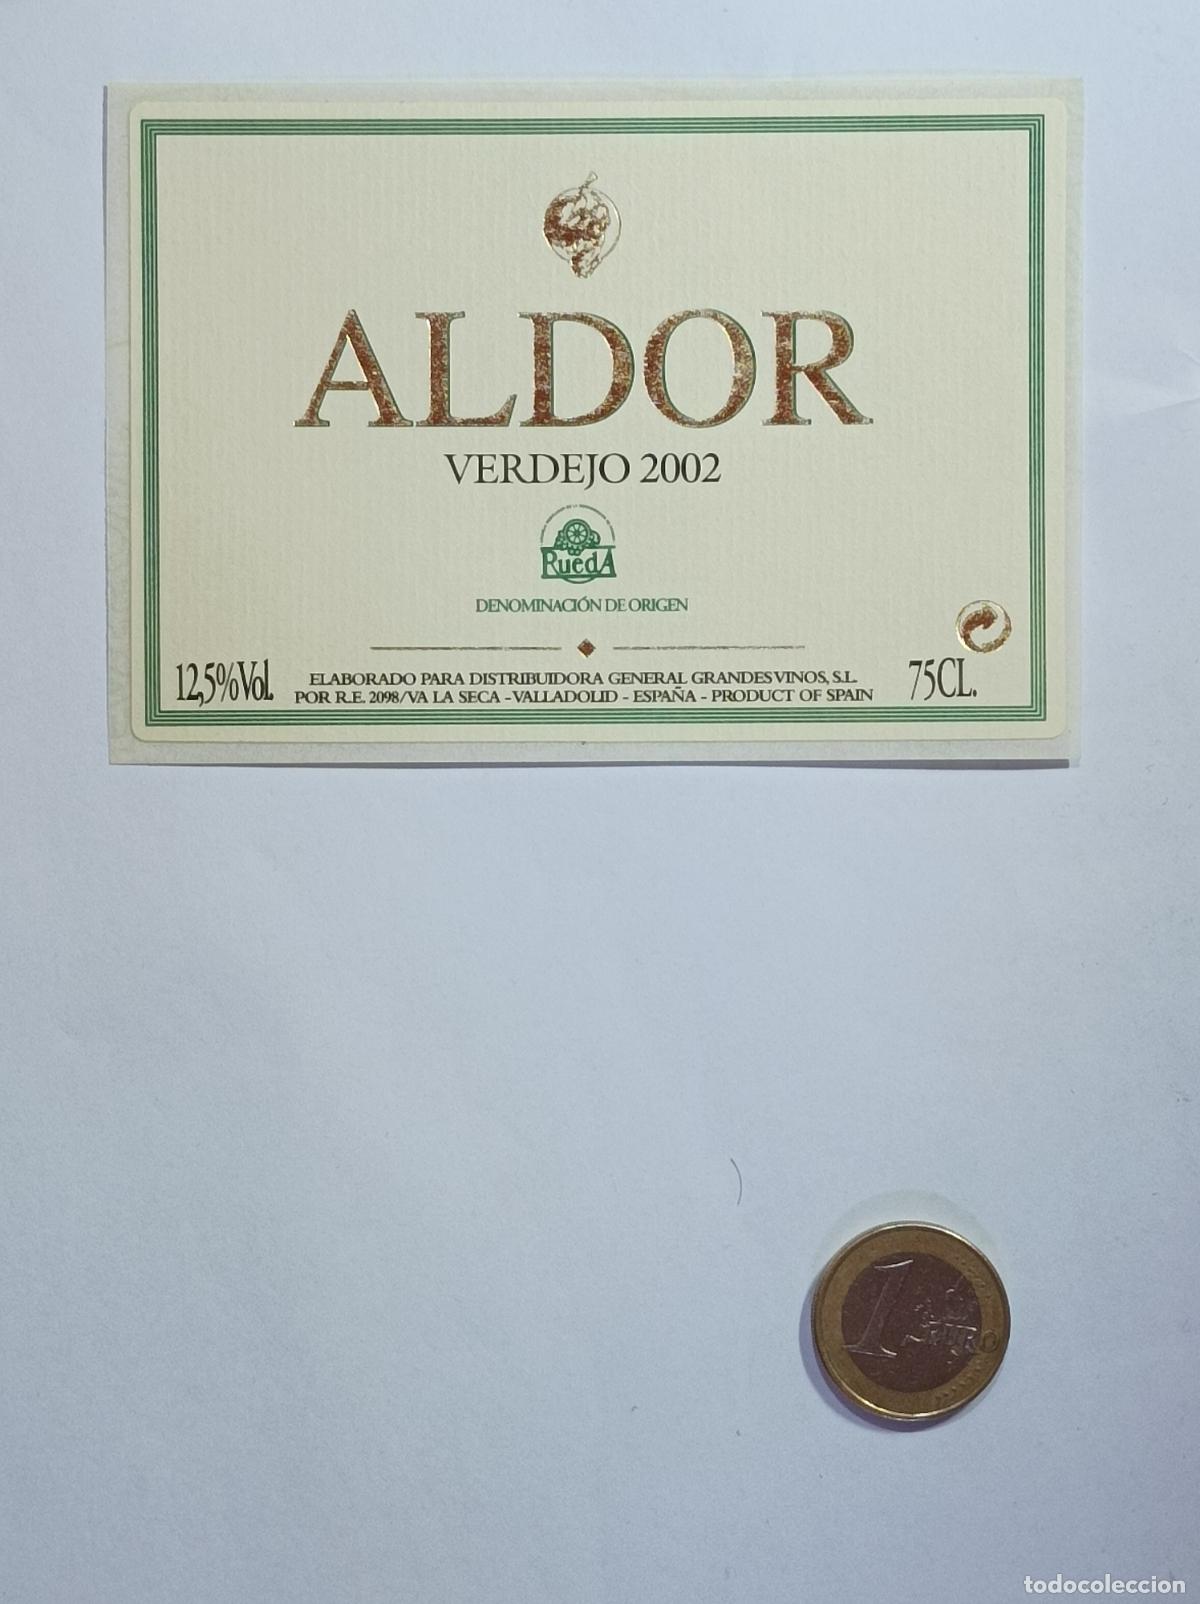 ALDOR
VERDEJO 2002
RuedA
DENOMINACIÓN DE ORIGEN
12,5%Vol.
ELABORADO PARA DISTRIBUIDORA GENERAL GRANDES VINOS, S.L.
POR R.E. 2098/VA LA SECA - VALLADOLID - ESPAÑA - PRODUCT OF SPAIN
75CL.
1 EURO
todocoleccion